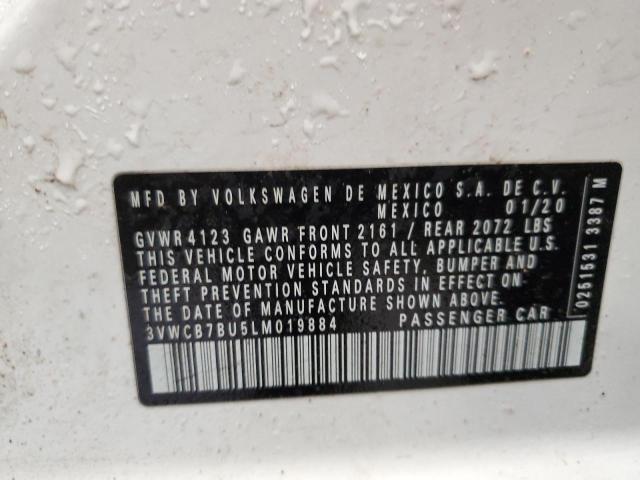 MFD BY VOLKSWAGEN DE MEXICO S.A. DE C.V.
MEXICO 01/20
GVWR 4123 GAWR FRONT 2161 / REAR 2072 LBS
THIS VEHICLE CONFORMS TO ALL APPLICABLE U.S.
FEDERAL MOTOR VEHICLE SAFETY, BUMPER AND
THEFT PREVENTION STANDARDS IN EFFECT ON
THE DATE OF MANUFACTURE SHOWN ABOVE.
3VWCB7BU5LM019884 PASSENGER CAR
0251531 3387 M